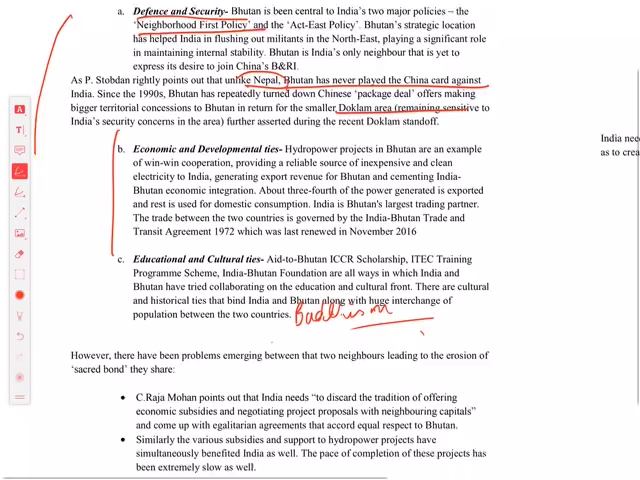 a. Defence and Security- Bhutan is been central to India's two major policies – the
'Neighborhood First Policy' and the 'Act-East Policy'. Bhutan's strategic location
has helped India in flushing out militants in the North-East, playing a significant role
in maintaining internal stability. Bhutan is India's only neighbour that is yet to
express its desire to join China's B&RI.
As P. Stobdan rightly points out that unlike Nepal, Bhutan has never played the China card against
India. Since the 1990s, Bhutan has repeatedly turned down Chinese 'package deal' offers making
bigger territorial concessions to Bhutan in return for the smaller Doklam area (remaining sensitive to
India's security concerns in the area) further asserted during the recent Doklam standoff.
India need
as to crea
b. Economic and Developmental ties- Hydropower projects in Bhutan are an example
of win-win cooperation, providing a reliable source of inexpensive and clean
electricity to India, generating export revenue for Bhutan and cementing India-
Bhutan economic integration. About three-fourth of the power generated is exported
and rest is used for domestic consumption. India is Bhutan's largest trading partner.
The trade between the two countries is governed by the India-Bhutan Trade and
Transit Agreement 1972 which was last renewed in November 2016
c. Educational and Cultural ties- Aid-to-Bhutan ICCR Scholarship, ITEC Training
Programme Scheme, India-Bhutan Foundation are all ways in which India and
Bhutan have tried collaborating on the education and cultural front. There are cultural
and historical ties that bind India and Bhutan along with huge interchange of
population between the two countries. Buddhism
However, there have been problems emerging between that two neighbours leading to the erosion of
'sacred bond' they share:
• C.Raja Mohan points out that India needs "to discard the tradition of offering
economic subsidies and negotiating project proposals with neighbouring capitals"
and come up with egalitarian agreements that accord equal respect to Bhutan.
• Similarly the various subsidies and support to hydropower projects have
simultaneously benefited India as well. The pace of completion of these projects has
been extremely slow as well.